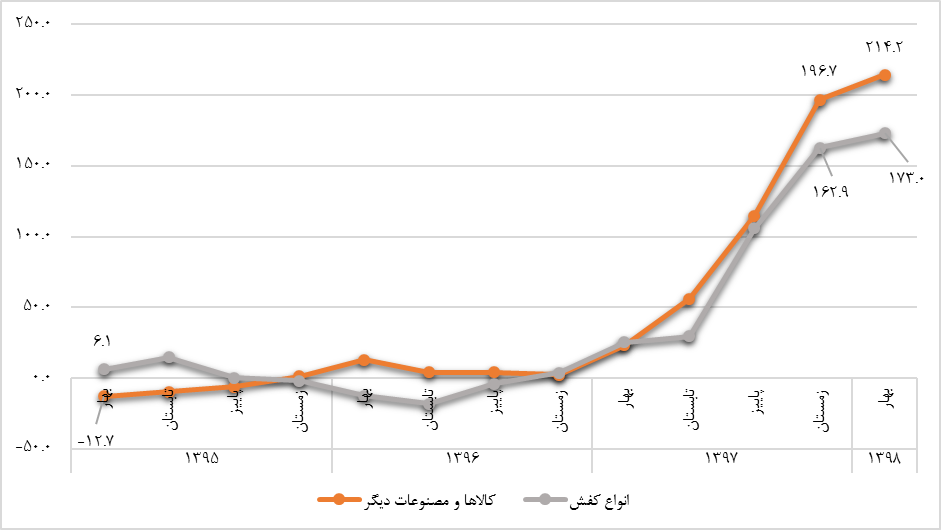 ۲۵۰.۰
۲۰۰.۰
۱۵۰.۰
۱۰۰.۰
۵۰.۰
۰.۰
-۵۰.۰
۲۱۴.۲
۱۹۶.۷
۱۷۳.۰
۱۶۲.۹
۶.۱
-۱۲.۷
بهار
تابستان
پاییز
زمستان
بهار
تابستان
پاییز
زمستان
بهار
تابستان
پاییز
زمستان
بهار
۱۳۹۵
۱۳۹۶
۱۳۹۷
۱۳۹۸
کالاها و مصنوعات دیگر
انواع کفش